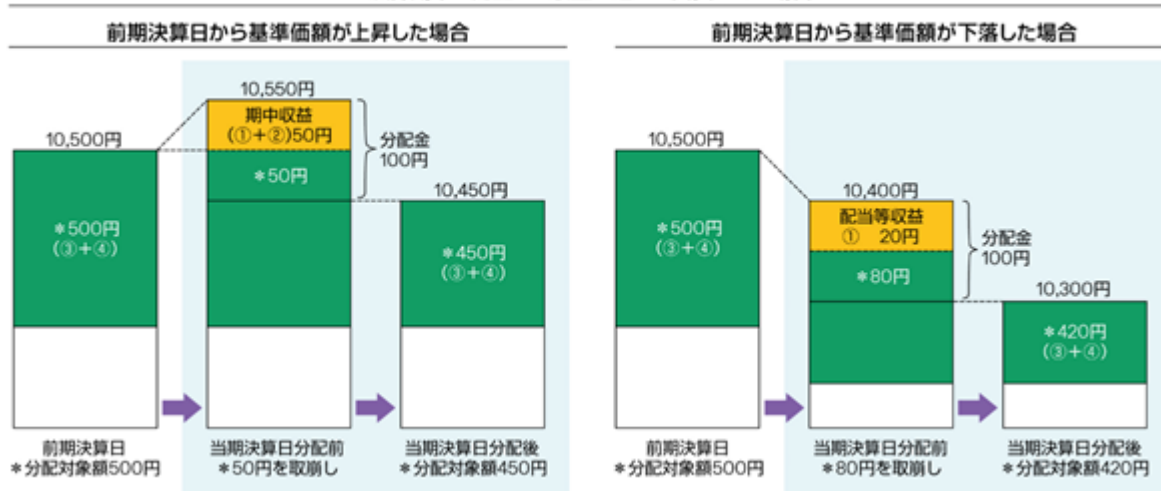 前期決算日から基準価額が上昇した場合
10,550円
期中収益
(①+②)50円
10,500円
分配金
100円
*50円
10,450円
*500円
(③+④)
*450円
(③+④)
前期決算日
*分配対象額500円
当期決算日分配前
*50円を取崩し
当期決算日分配後
*分配対象額450円
前期決算日から基準価額が下落した場合
10,500円
10,400円
配当等収益
① 20円
分配金
100円
*500円
(③+④)
*80円
10,300円
*420円
(③+④)
前期決算日
*分配対象額500円
当期決算日分配前
*80円を取崩し
当期決算日分配後
*分配対象額420円